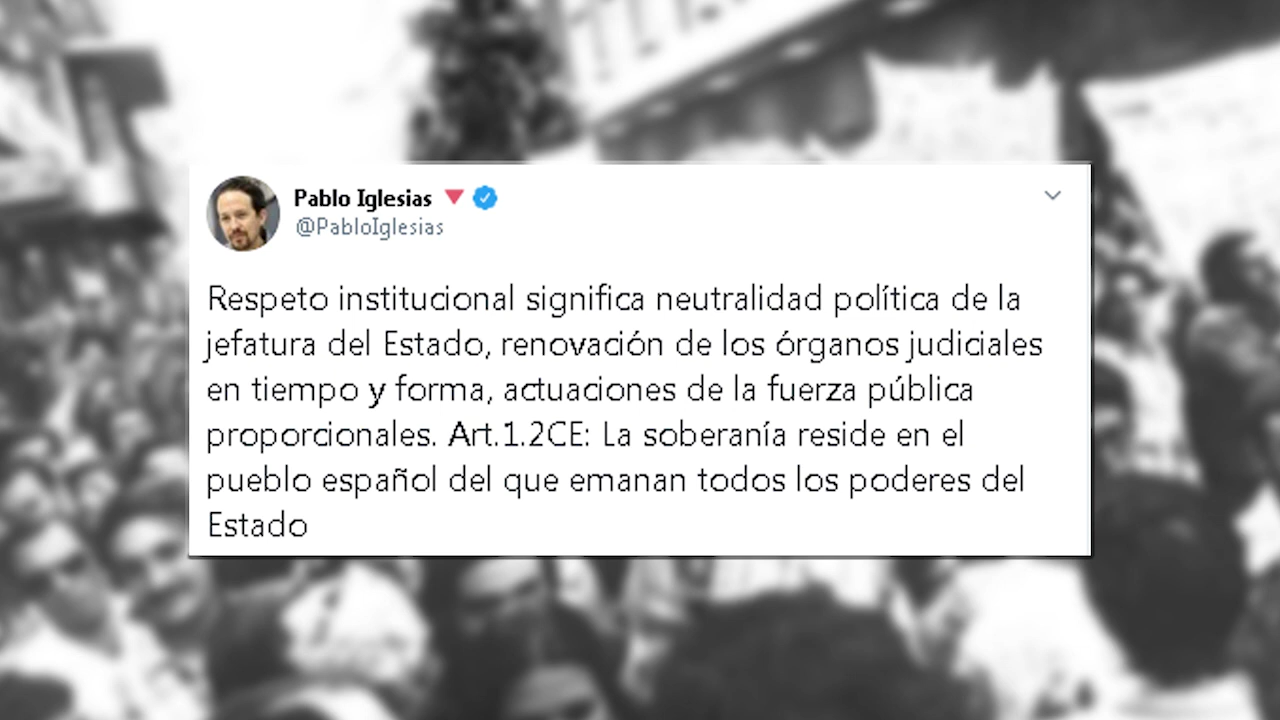 Pablo Iglesias
@PabloIglesias
Respeto institucional significa neutralidad política de la
jefatura del Estado, renovación de los órganos judiciales
en tiempo y forma, actuaciones de la fuerza pública
proporcionales. Art.1.2CE: La soberanía reside en el
pueblo español del que emanan todos los poderes del
Estado